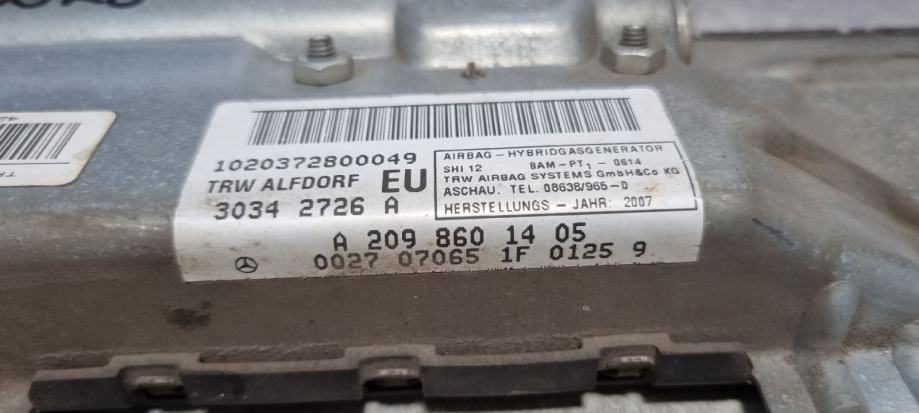 1020372800049
TRW ALFDORF EU
3034 2726 A
AIRBAG - HYBRIDGASGENERATOR
SHI 12 BAM-PT1 - 0614
TRW AIRBAG SYSTEMS GmbH&Co KG
ASCHAU. TEL. 08638/965-0
HERSTELLUNGS - JAHR: 2007
A 209 860 14 05
0027 07065 1F 0125 9